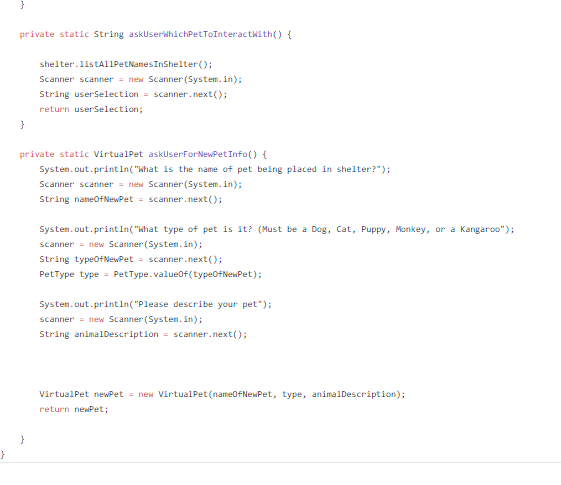 }
private static String askUserWhichPetToInteractWith() {
shelter.listAllPetNamesInShelter();
Scanner scanner = new Scanner(System.in);
String userSelection = scanner.next();
return userSelection;
}
private static VirtualPet askUserForNewPetInfo() {
System.out.println("What is the name of pet being placed in shelter?");
Scanner scanner = new Scanner(System.in);
String nameOfNewPet = scanner.next();
System.out.println("What type of pet is it? (Must be a Dog, Cat, Puppy, Monkey, or a Kangaroo");
scanner = new Scanner(System.in);
String typeOfNewPet = scanner.next();
PetType type = PetType.valueOf(typeOfNewPet);
System.out.println("Please describe your pet");
scanner = new Scanner(System.in);
String animalDescription = scanner.next();
VirtualPet newPet = new VirtualPet(nameOfNewPet, type, animalDescription);
return newPet;
}
}